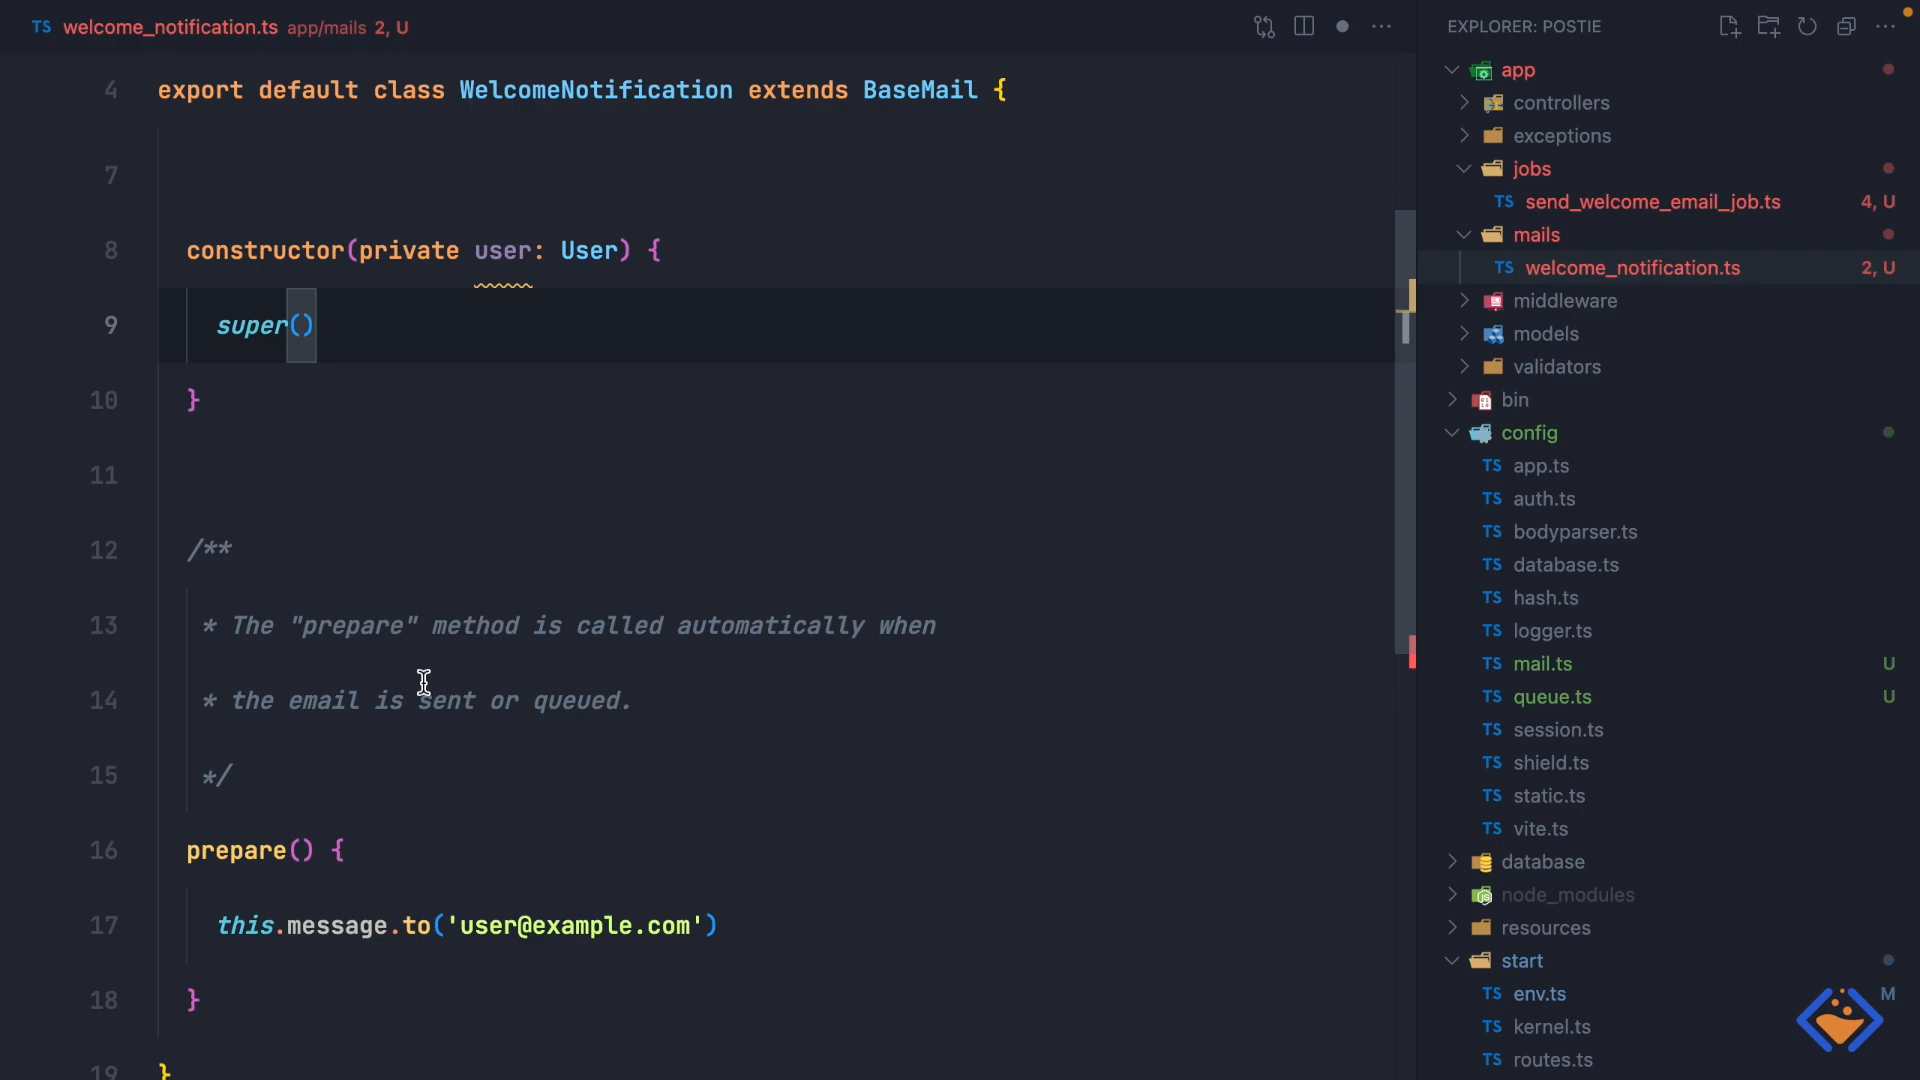 TS welcome_notification.ts app/mails 2, U
4 export default class WelcomeNotification extends BaseMail {
7
8 constructor(private user: User) {
9 super()
10 }
11
12 /**
13 * The "prepare" method is called automatically when
14 * the email is sent or queued.
15 */
16 prepare() {
17 this.message.to('user@example.com')
18 }
19 }
EXPLORER: POSTIE
app
controllers
exceptions
jobs
TS send_welcome_email_job.ts 4, U
mails
TS welcome_notification.ts 2, U
middleware
models
validators
bin
config
TS app.ts
TS auth.ts
TS bodyparser.ts
TS database.ts
TS hash.ts
TS logger.ts
TS mail.ts U
TS queue.ts U
TS session.ts
TS shield.ts
TS static.ts
TS vite.ts
database
node_modules
resources
start
TS env.ts M
TS kernel.ts
TS routes.ts